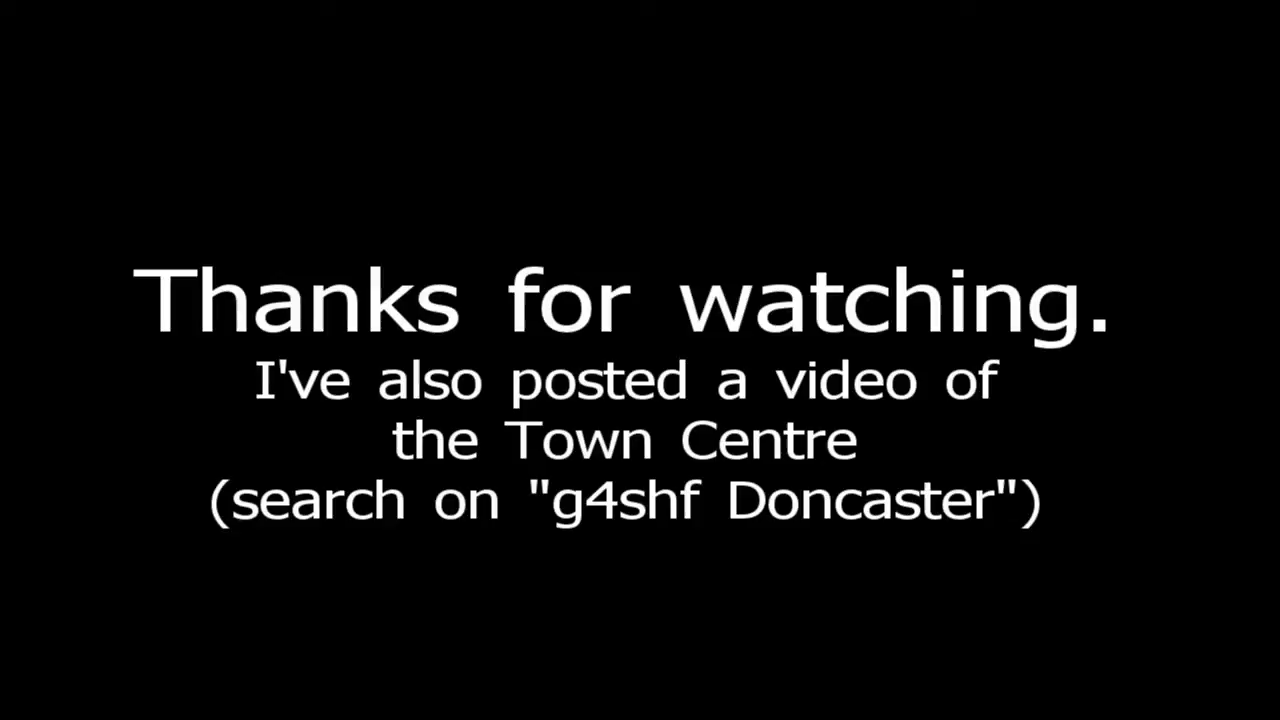 Thanks for watching.
I've also posted a video of
the Town Centre
(search on "g4shf Doncaster")